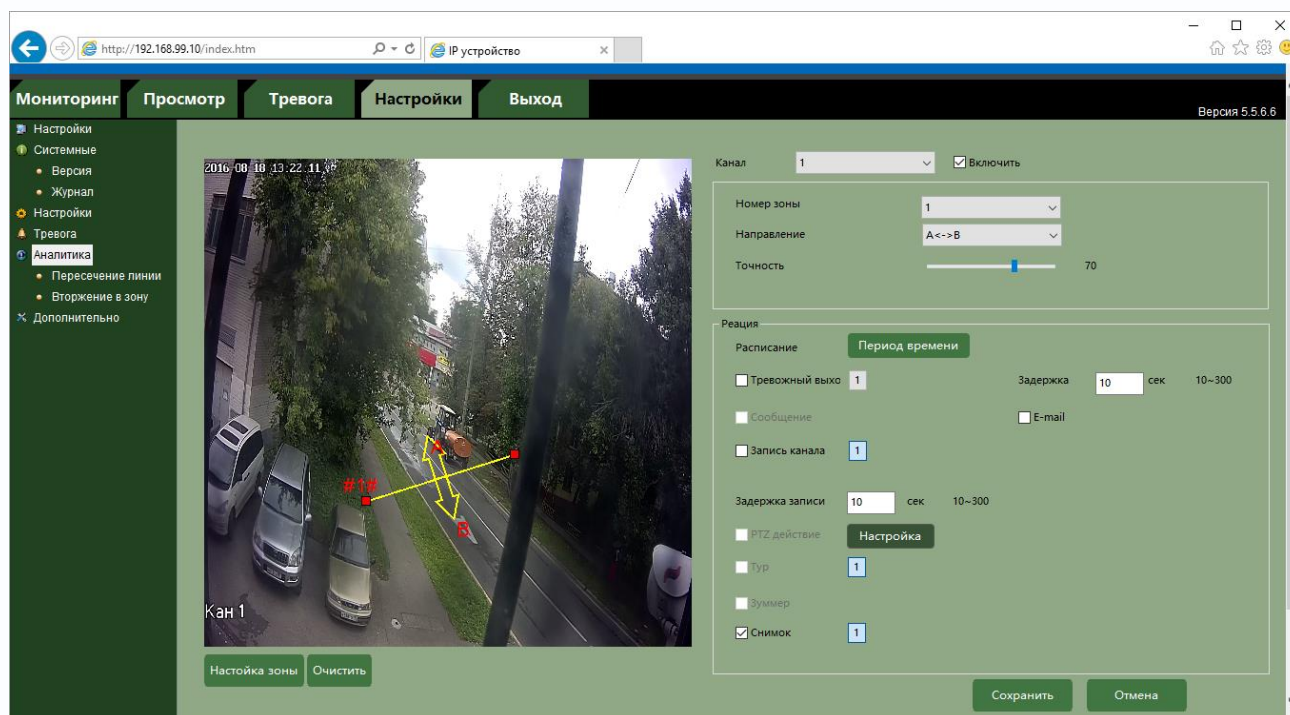 http://192.168.99.10/index.htm
IP устройство
Мониторинг Просмотр Тревога Настройки Выход
Версия 5.5.6.6
Настройки
Системные
Версия
Журнал
Настройки
Тревога
Аналитика
Пересечение линии
Вторжение в зону
Дополнительно
2016-08-18 13:22:11
A
#1#
B
Кан 1
Настойка зоны Очистить
Канал 1 Включить
Номер зоны 1
Направление A<->B
Точность 70
Реация
Расписание Период времени
Тревожный выхо 1 Задержка 10 сек 10~300
Сообщение E-mail
Запись канала 1
Задержка записи 10 сек 10~300
PTZ действие Настройка
Тур 1
Зуммер
Снимок 1
Сохранить Отмена